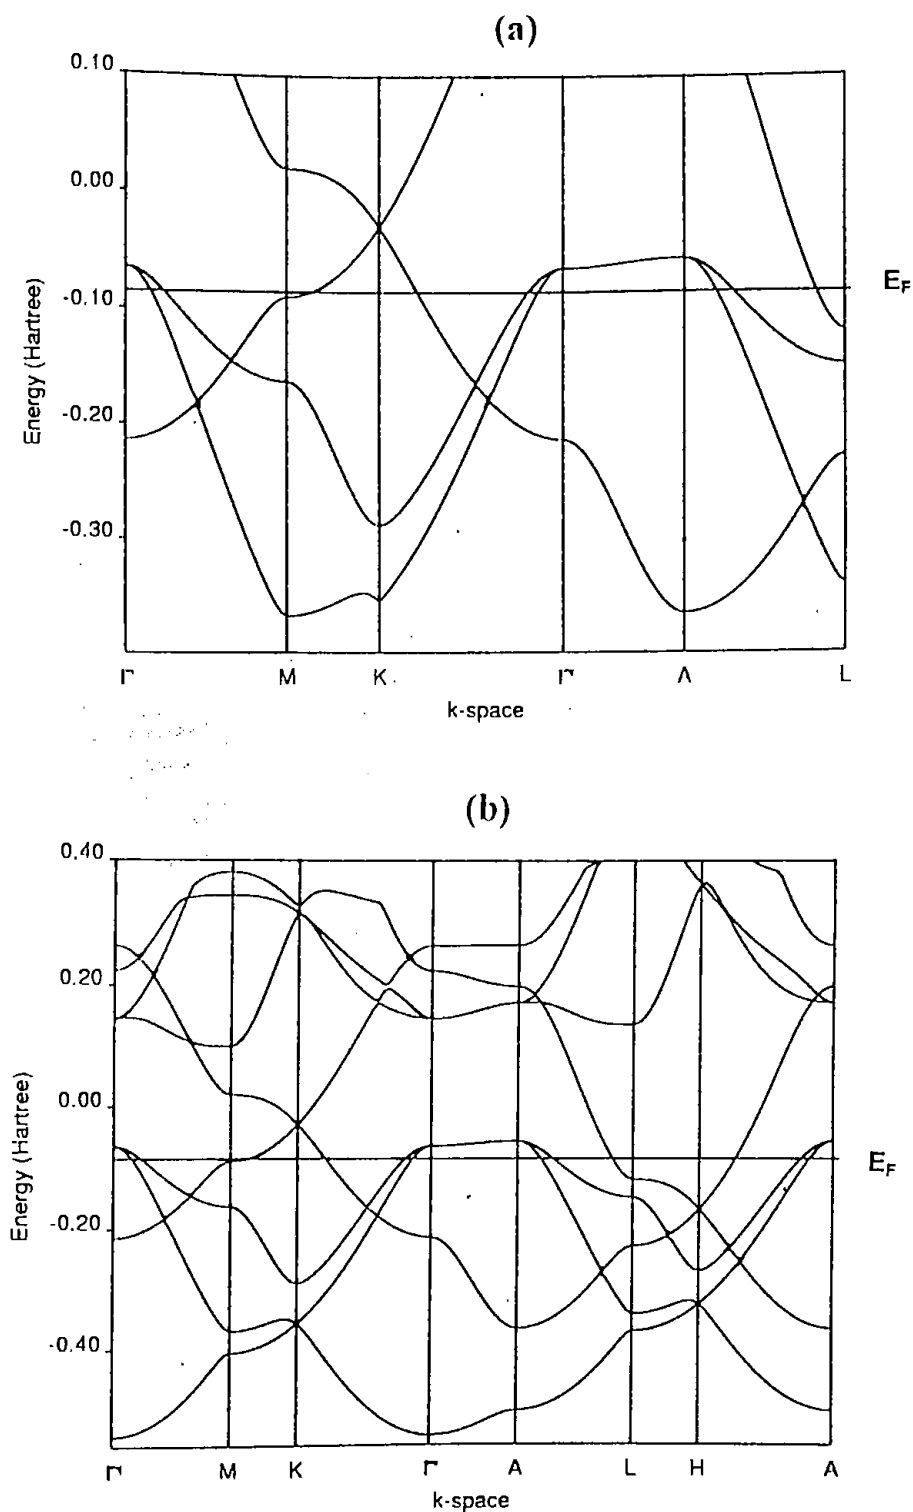 (a)
0.10
0.00
-0.10
-0.20
-0.30
Energy (Hartree)
E_F
Γ M K Γ A L
k-space
(b)
0.40
0.20
0.00
-0.20
-0.40
Energy (Hartree)
E_F
Γ M K Γ A L H A
k-space